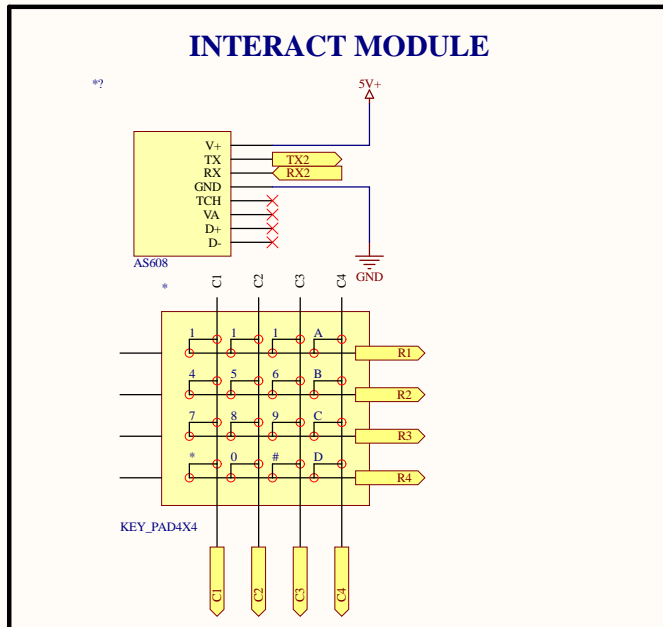 INTERACT MODULE
*?
5V+
V+
TX TX2
RX RX2
GND
TCH
VA
D+
D-
AS608
GND
*
C1 C2 C3 C4
1 1 1 A
R1
4 5 6 B
R2
7 8 9 C
R3
* 0 # D
R4
KEY_PAD4X4
C1 C2 C3 C4